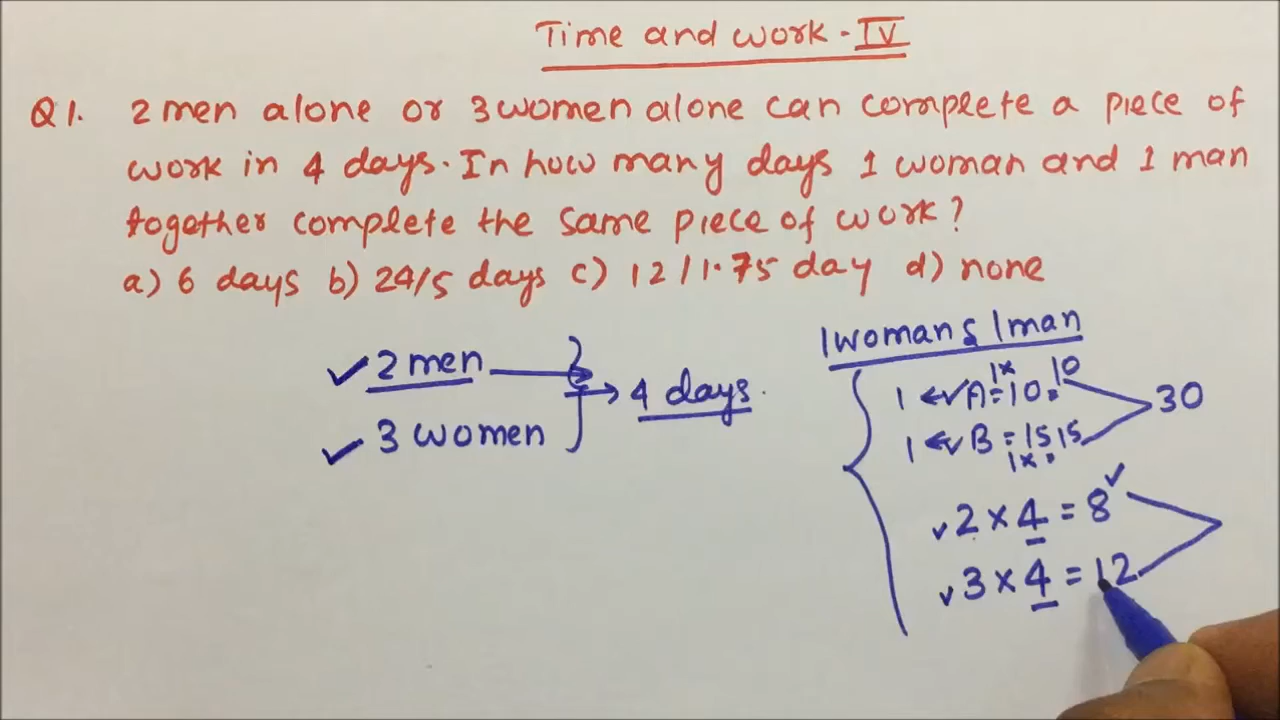 Time and work - IV
Q1. 2 men alone or 3 women alone can complete a piece of
work in 4 days. In how many days 1 woman and 1 man
together complete the same piece of work?
a) 6 days b) 24/5 days c) 12/1.75 day d) none
2 men
3 women
4 days.
1 woman & 1 man
1 ← ✓ A = 10 1x 10
1 ← ✓ B = 15 15 1x
30
✓ 2 × 4 = 8 ✓
✓ 3 × 4 = 12